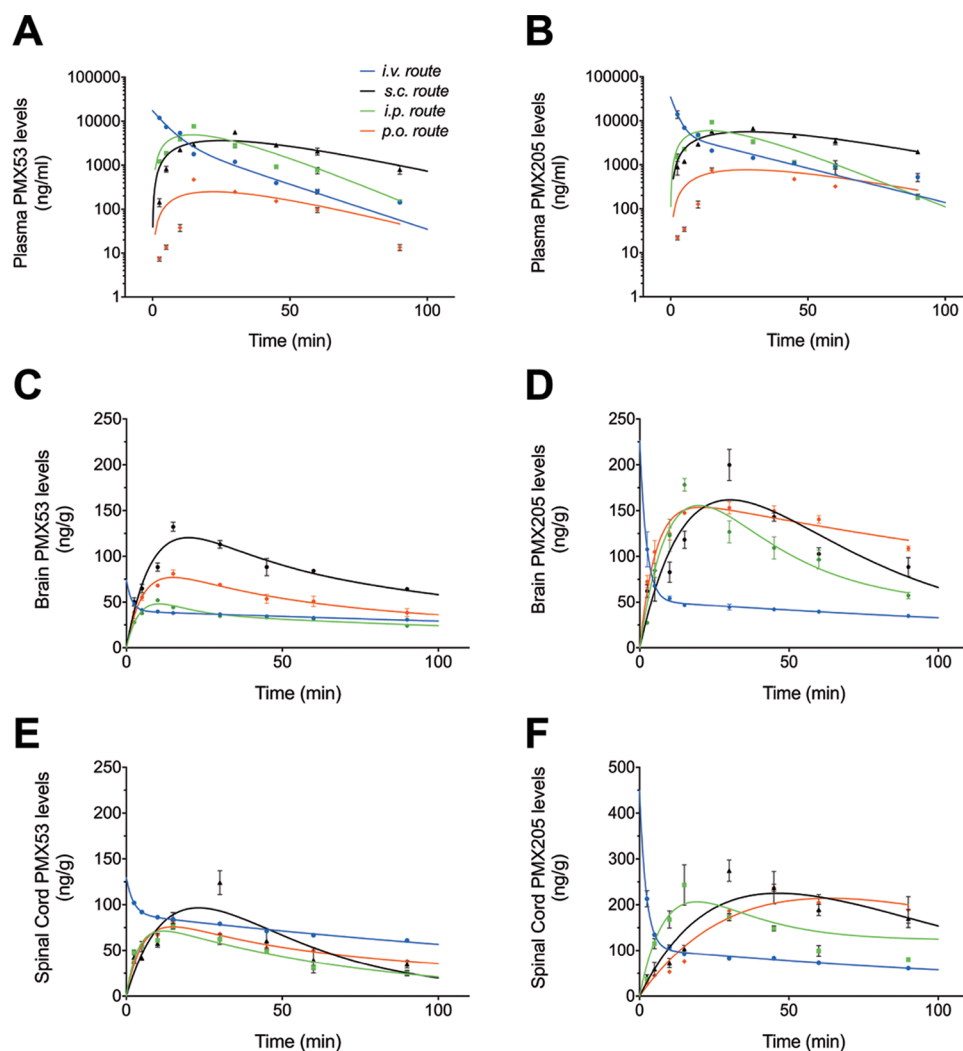 A
Plasma PMX53 levels
(ng/ml)
100000
10000
1000
100
10
1
0
50
100
Time (min)
i.v. route
s.c. route
i.p. route
p.o. route
B
Plasma PMX205 levels
(ng/ml)
100000
10000
1000
100
10
1
0
50
100
Time (min)
C
Brain PMX53 levels
(ng/g)
250
200
150
100
50
0
0
50
100
Time (min)
D
Brain PMX205 levels
(ng/g)
250
200
150
100
50
0
0
50
100
Time (min)
E
Spinal Cord PMX53 levels
(ng/g)
250
200
150
100
50
0
0
50
100
Time (min)
F
Spinal Cord PMX205 levels
(ng/g)
500
400
300
200
100
0
0
50
100
Time (min)